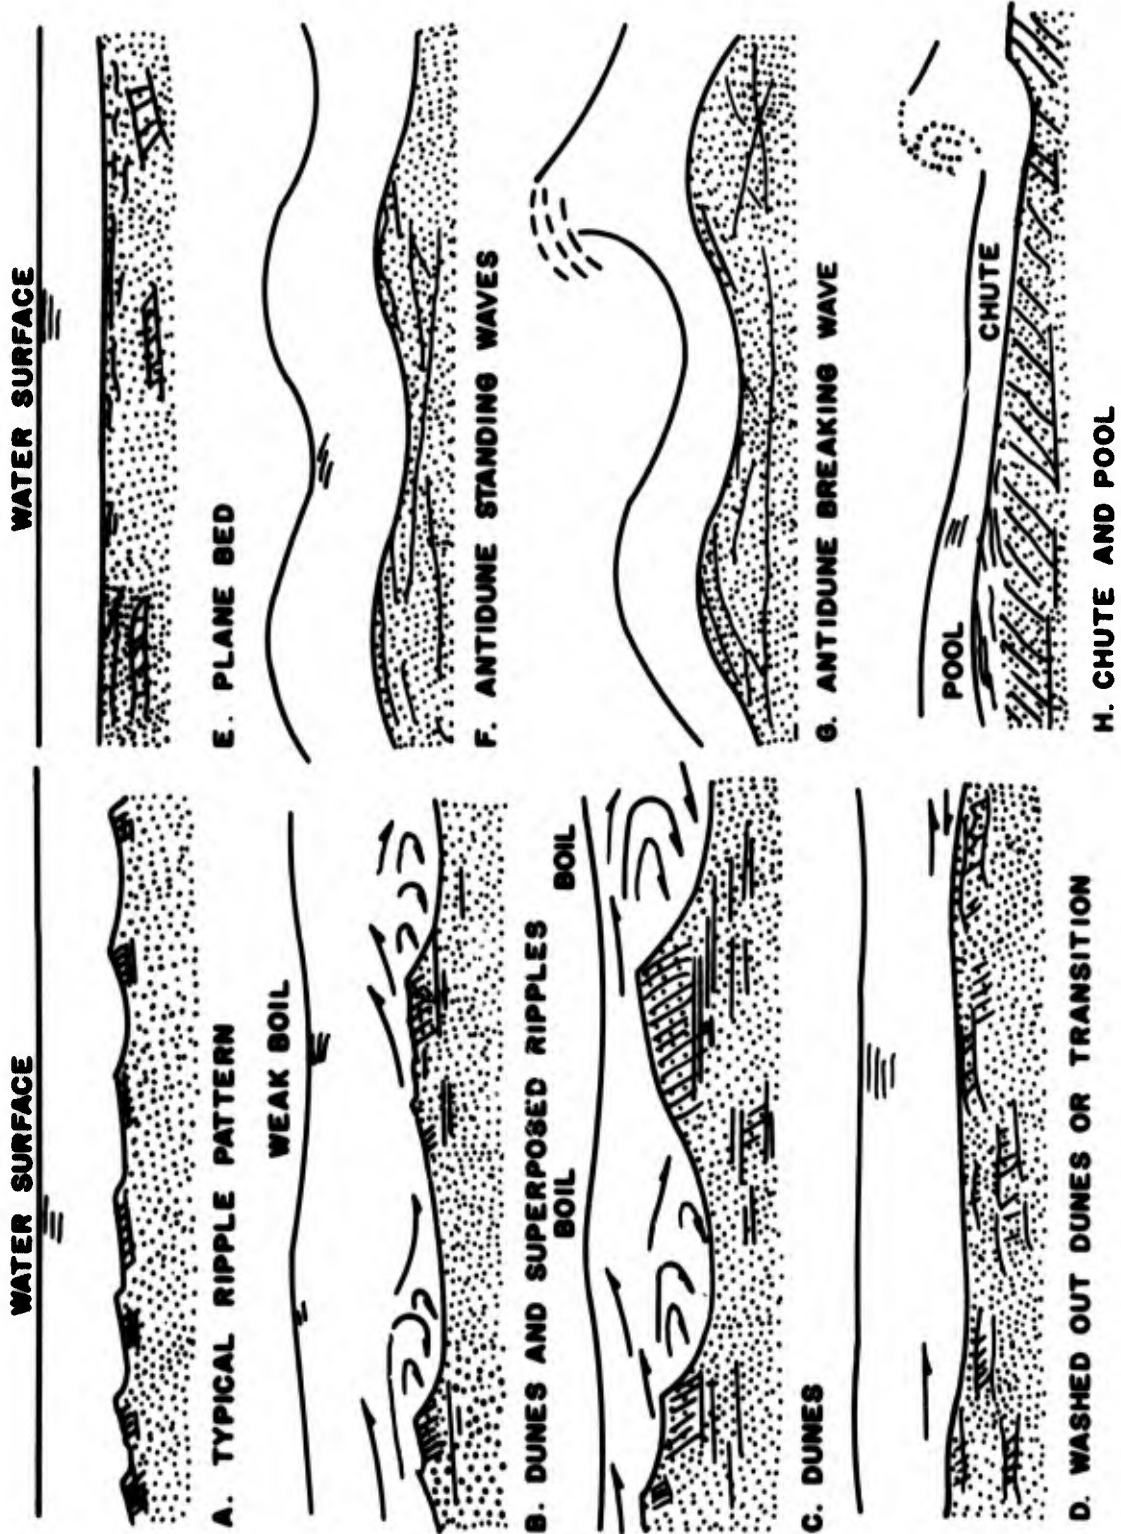 WATER SURFACE
A. TYPICAL RIPPLE PATTERN
WEAK BOIL
B. DUNES AND SUPERPOSED RIPPLES
BOIL BOIL
C. DUNES
D. WASHED OUT DUNES OR TRANSITION
WATER SURFACE
E. PLANE BED
F. ANTIDUNE STANDING WAVES
G. ANTIDUNE BREAKING WAVE
POOL CHUTE
H. CHUTE AND POOL